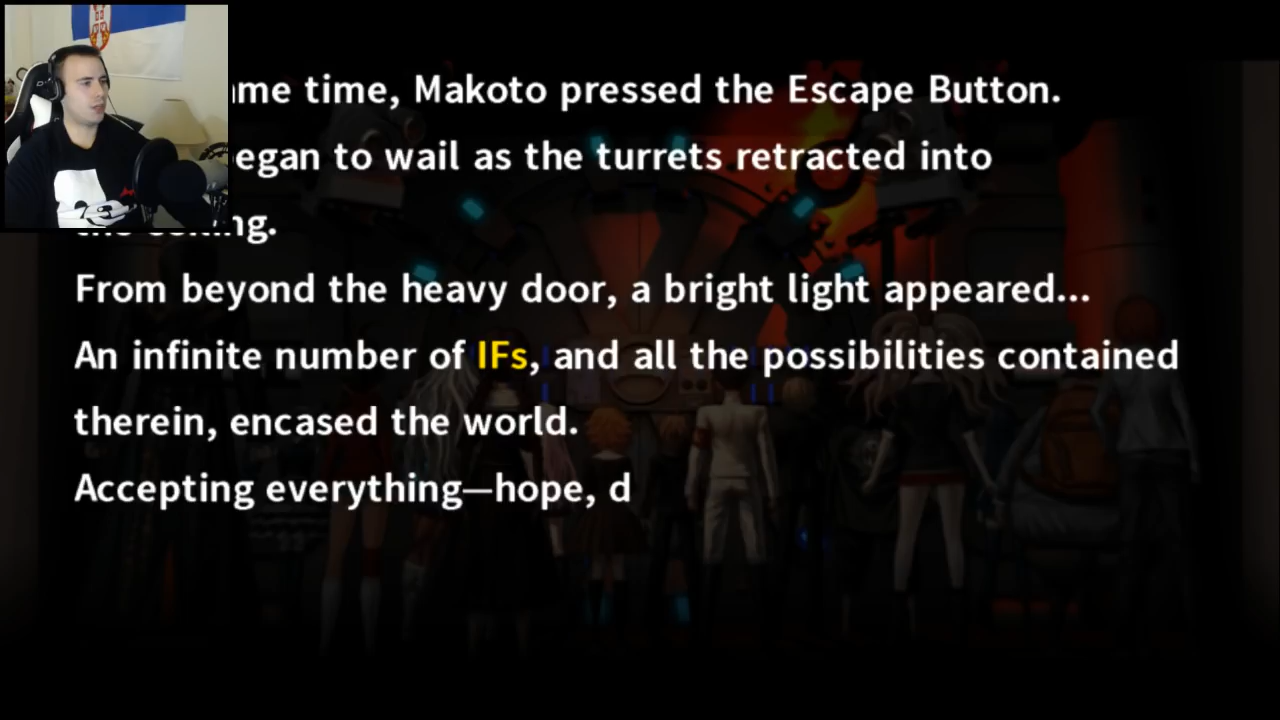 ame time, Makoto pressed the Escape Button.
egan to wail as the turrets retracted into
From beyond the heavy door, a bright light appeared...
An infinite number of IFs, and all the possibilities contained
therein, encased the world.
Accepting everything—hope, d